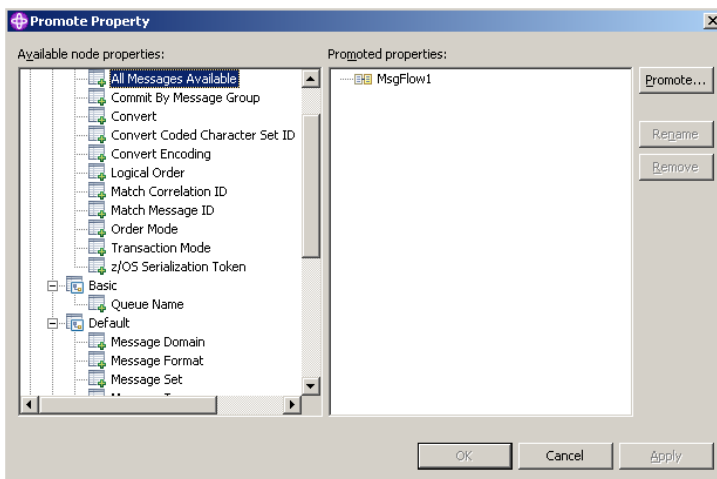 Promote Property
Available node properties:
Promoted properties:
All Messages Available
Commit By Message Group
Convert
Convert Coded Character Set ID
Convert Encoding
Logical Order
Match Correlation ID
Match Message ID
Order Mode
Transaction Mode
z/OS Serialization Token
Basic
Queue Name
Default
Message Domain
Message Format
Message Set
MsgFlow1
Promote...
Rename
Remove
OK
Cancel
Apply